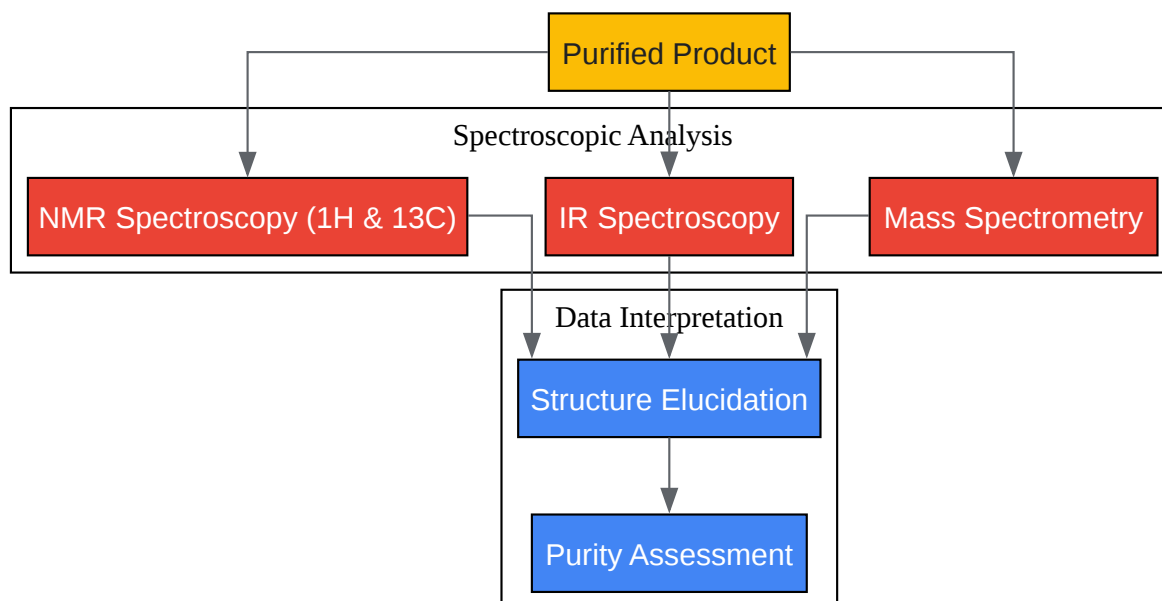 Purified Product
Spectroscopic Analysis
NMR Spectroscopy (1H & 13C)
IR Spectroscopy
Mass Spectrometry
Data Interpretation
Structure Elucidation
Purity Assessment